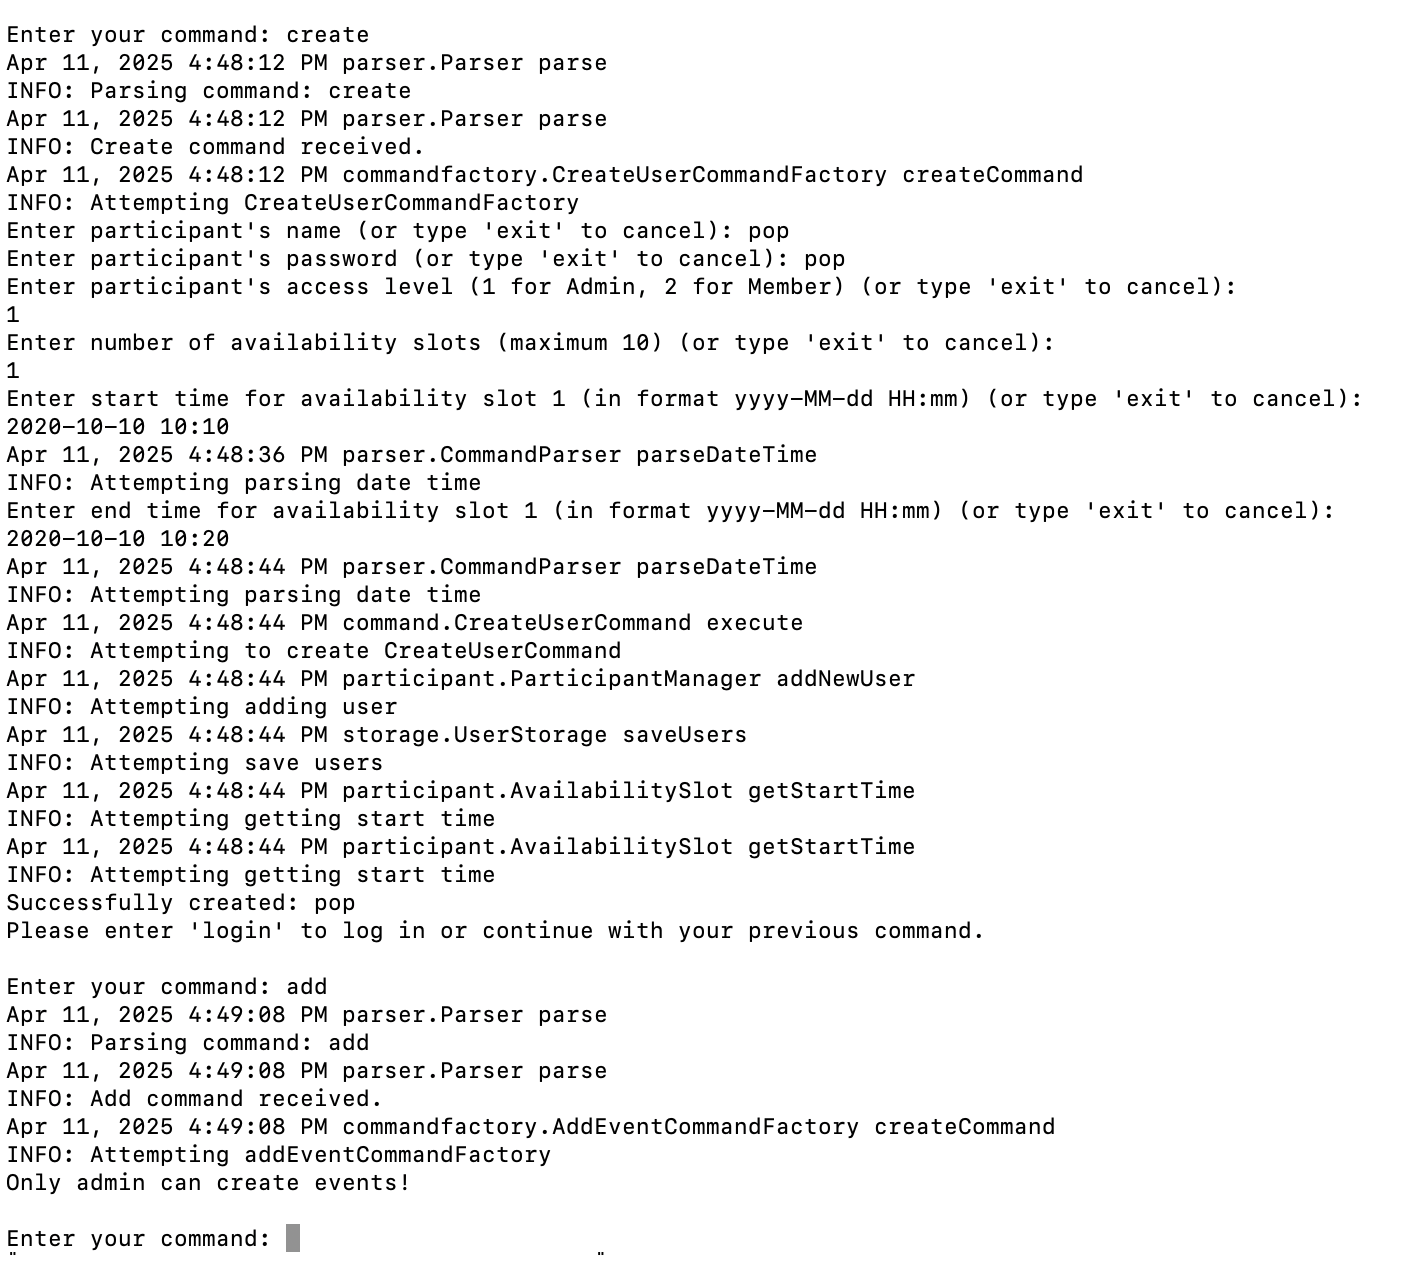 Enter your command: create
Apr 11, 2025 4:48:12 PM parser.Parser parse
INFO: Parsing command: create
Apr 11, 2025 4:48:12 PM parser.Parser parse
INFO: Create command received.
Apr 11, 2025 4:48:12 PM commandfactory.CreateUserCommandFactory createCommand
INFO: Attempting CreateUserCommandFactory
Enter participant's name (or type 'exit' to cancel): pop
Enter participant's password (or type 'exit' to cancel): pop
Enter participant's access level (1 for Admin, 2 for Member) (or type 'exit' to cancel):
1
Enter number of availability slots (maximum 10) (or type 'exit' to cancel):
1
Enter start time for availability slot 1 (in format yyyy-MM-dd HH:mm) (or type 'exit' to cancel):
2020-10-10 10:10
Apr 11, 2025 4:48:36 PM parser.CommandParser parseDateTime
INFO: Attempting parsing date time
Enter end time for availability slot 1 (in format yyyy-MM-dd HH:mm) (or type 'exit' to cancel):
2020-10-10 10:20
Apr 11, 2025 4:48:44 PM parser.CommandParser parseDateTime
INFO: Attempting parsing date time
Apr 11, 2025 4:48:44 PM command.CreateUserCommand execute
INFO: Attempting to create CreateUserCommand
Apr 11, 2025 4:48:44 PM participant.ParticipantManager addNewUser
INFO: Attempting adding user
Apr 11, 2025 4:48:44 PM storage.UserStorage saveUsers
INFO: Attempting save users
Apr 11, 2025 4:48:44 PM participant.AvailabilitySlot getStartTime
INFO: Attempting getting start time
Apr 11, 2025 4:48:44 PM participant.AvailabilitySlot getStartTime
INFO: Attempting getting start time
Successfully created: pop
Please enter 'login' to log in or continue with your previous command.
Enter your command: add
Apr 11, 2025 4:49:08 PM parser.Parser parse
INFO: Parsing command: add
Apr 11, 2025 4:49:08 PM parser.Parser parse
INFO: Add command received.
Apr 11, 2025 4:49:08 PM commandfactory.AddEventCommandFactory createCommand
INFO: Attempting addEventCommandFactory
Only admin can create events!
Enter your command: